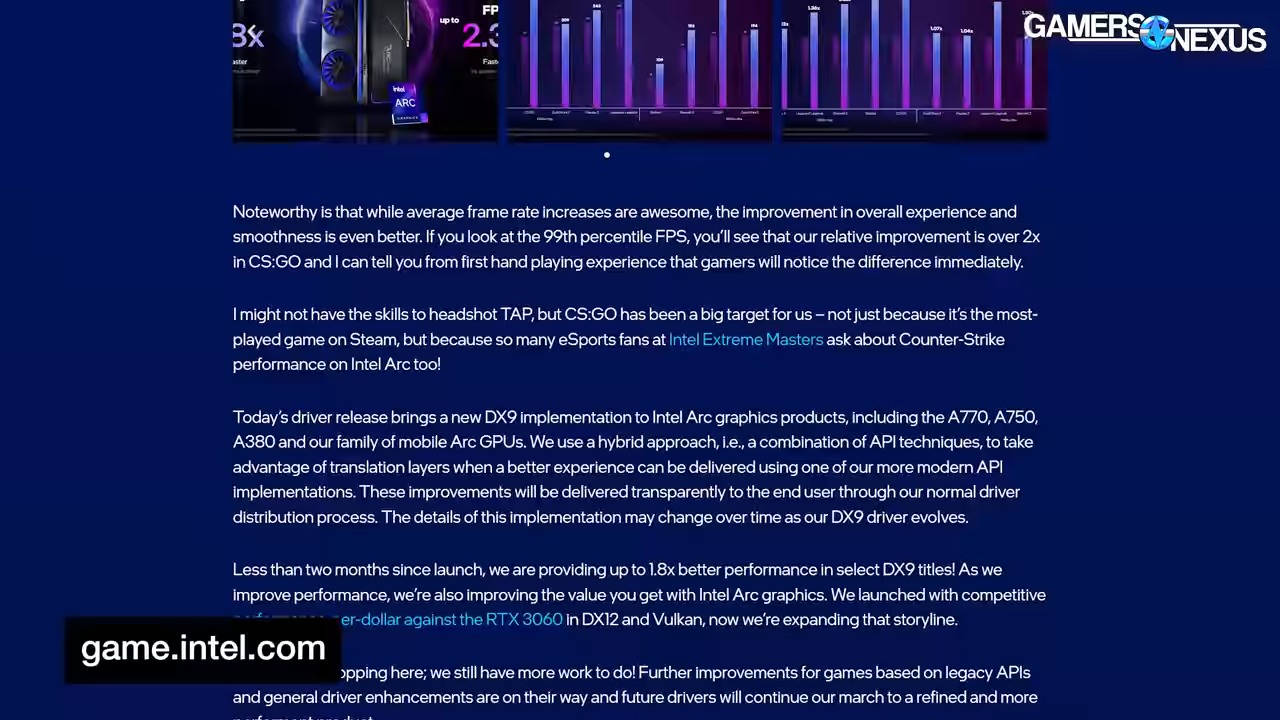 GAMERS NEXUS
8x
up to
2.3
FP
Faste
aster
intel
ARC
GRAPHICS
Noteworthy is that while average frame rate increases are awesome, the improvement in overall experience and
smoothness is even better. If you look at the 99th percentile FPS, you'll see that our relative improvement is over 2x
in CS:GO and I can tell you from first hand playing experience that gamers will notice the difference immediately.
I might not have the skills to headshot TAP, but CS:GO has been a big target for us – not just because it's the most-
played game on Steam, but because so many eSports fans at Intel Extreme Masters ask about Counter-Strike
performance on Intel Arc too!
Today's driver release brings a new DX9 implementation to Intel Arc graphics products, including the A770, A750,
A380 and our family of mobile Arc GPUs. We use a hybrid approach, i.e., a combination of API techniques, to take
advantage of translation layers when a better experience can be delivered using one of our more modern API
implementations. These improvements will be delivered transparently to the end user through our normal driver
distribution process. The details of this implementation may change over time as our DX9 driver evolves.
Less than two months since launch, we are providing up to 1.8x better performance in select DX9 titles! As we
improve performance, we're also improving the value you get with Intel Arc graphics. We launched with competitive
er-dollar against the RTX 3060 in DX12 and Vulkan, now we're expanding that storyline.
game.intel.com
opping here; we still have more work to do! Further improvements for games based on legacy APIs
and general driver enhancements are on their way and future drivers will continue our march to a refined and more